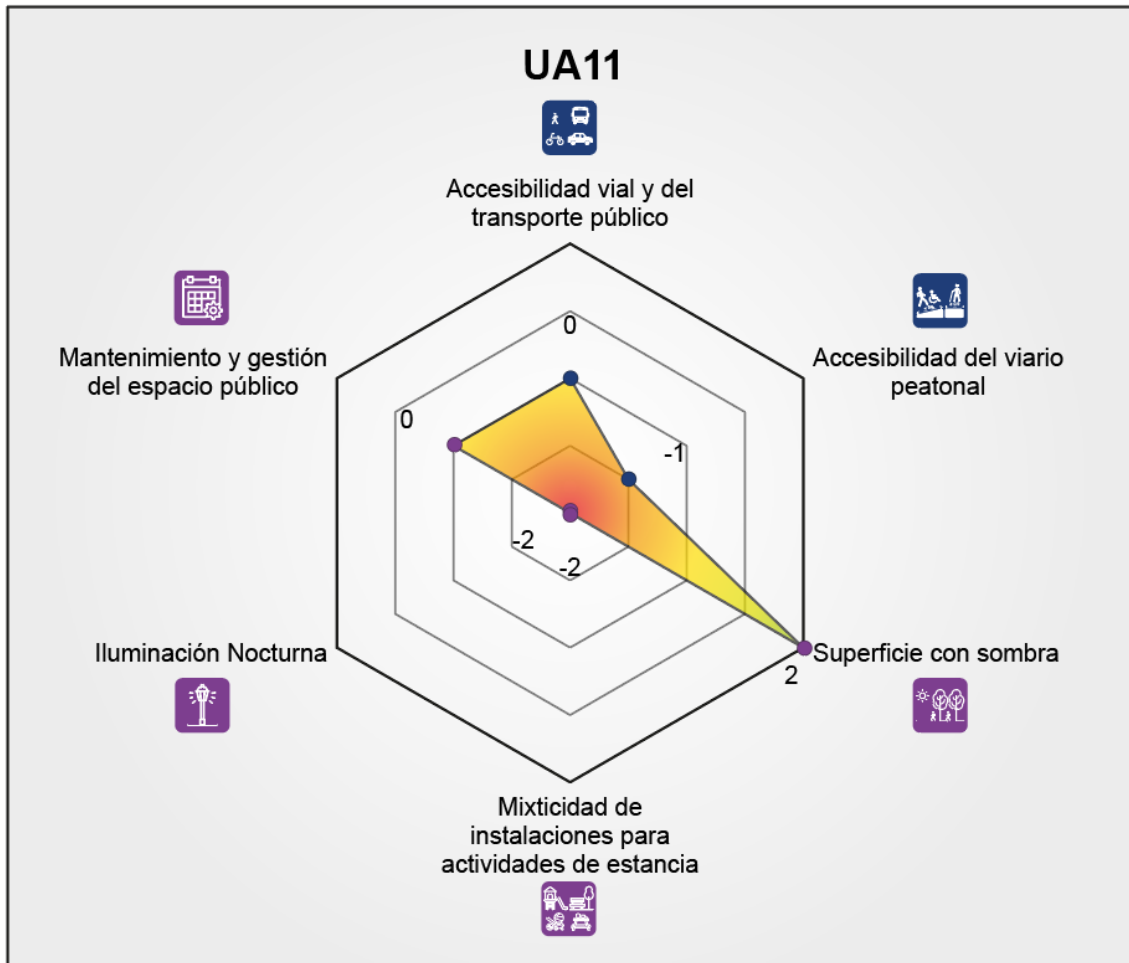 UA11
Accesibilidad vial y del
transporte público
Mantenimiento y gestión
del espacio público
Accesibilidad del viario
peatonal
0
0
-1
-2
-2
Iluminación Nocturna
Superficie con sombra
2
Mixticidad de
instalaciones para
actividades de estancia